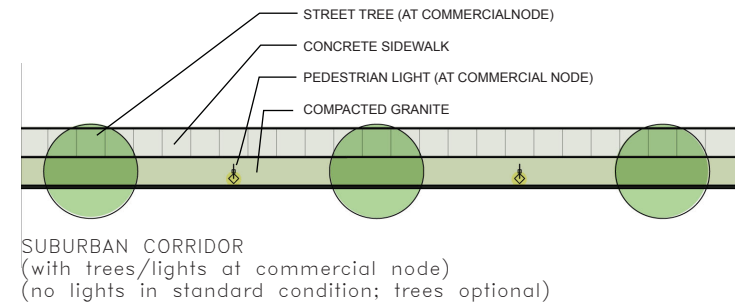 STREET TREE (AT COMMERCIALNODE)
CONCRETE SIDEWALK
PEDESTRIAN LIGHT (AT COMMERCIAL NODE)
COMPACTED GRANITE
SUBURBAN CORRIDOR
(with trees/lights at commercial node)
(no lights in standard condition; trees optional)